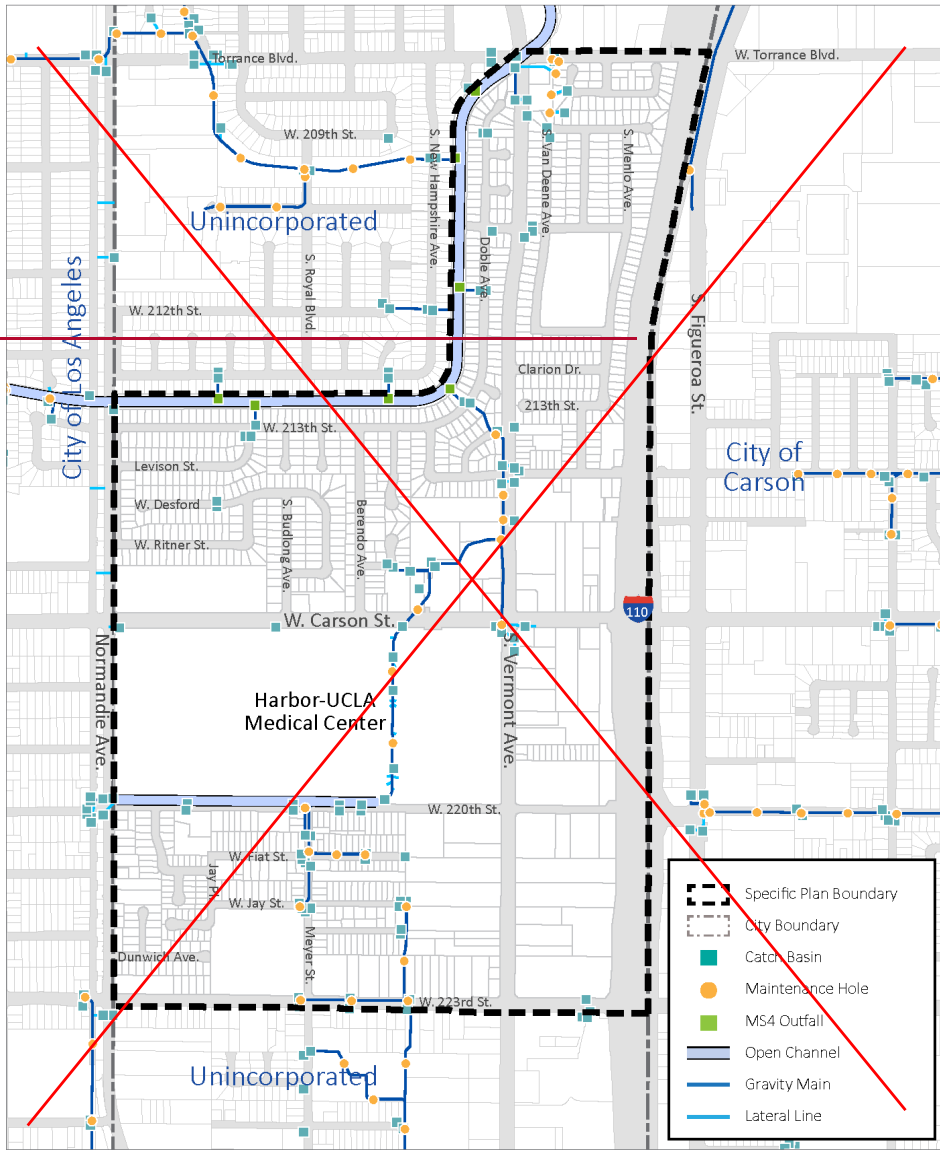 Torrance Blvd.
W. Torrance Blvd.
W. 209th St.
S. New Hampshire Ave.
S. Van Deene Ave.
S. Menlo Ave.
Unincorporated
Doble Ave.
S. Royal Blvd.
W. 212th St.
City of Los Angeles
S. Figueroa St.
Clarion Dr.
213th St.
W. 213th St.
City of
Carson
Levison St.
W. Desford
S. Budlong Ave.
Berendo Ave.
W. Ritner St.
110
W. Carson St.
Normandie Ave.
S. Vermont Ave.
Harbor-UCLA
Medical Center
W. 220th St.
W. Fiat St.
Jay Pl.
W. Jay St.
Meyer St.
Dunwich Ave.
W. 223rd St.
Unincorporated
Specific Plan Boundary
City Boundary
Catch Basin
Maintenance Hole
MS4 Outfall
Open Channel
Gravity Main
Lateral Line